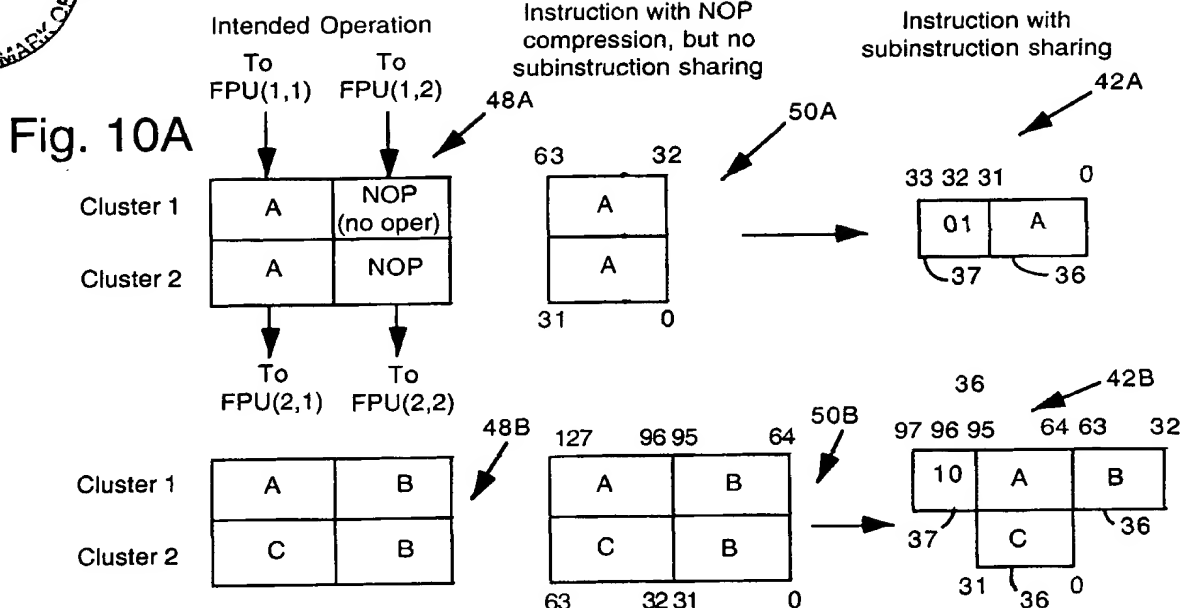 MARK OF
Intended Operation
Instruction with NOP
compression, but no
subinstruction sharing
Instruction with
subinstruction sharing
To
FPU(1,1)
To
FPU(1,2)
48A
50A
42A
Fig. 10A
63 32
33 32 31 0
Cluster 1
A
NOP
(no oper)
A
01
A
Cluster 2
A
NOP
A
37
36
31 0
To
FPU(2,1)
To
FPU(2,2)
36
42B
48B
50B
127 96 95 64
97 96 95 64 63 32
Cluster 1
A
B
A
B
10
A
B
37
36
Cluster 2
C
B
C
B
C
63 32 31 0
31 36 0